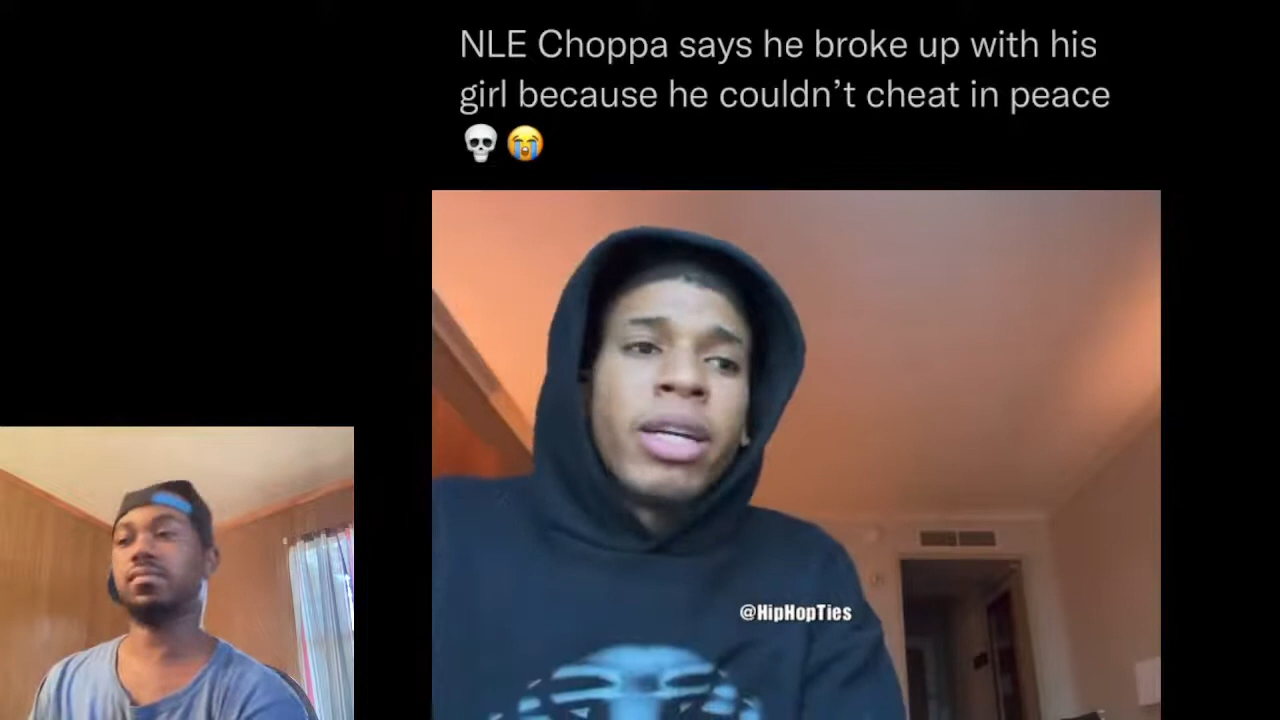 NLE Choppa says he broke up with his
girl because he couldn’t cheat in peace
💀😭
@HipHopTies